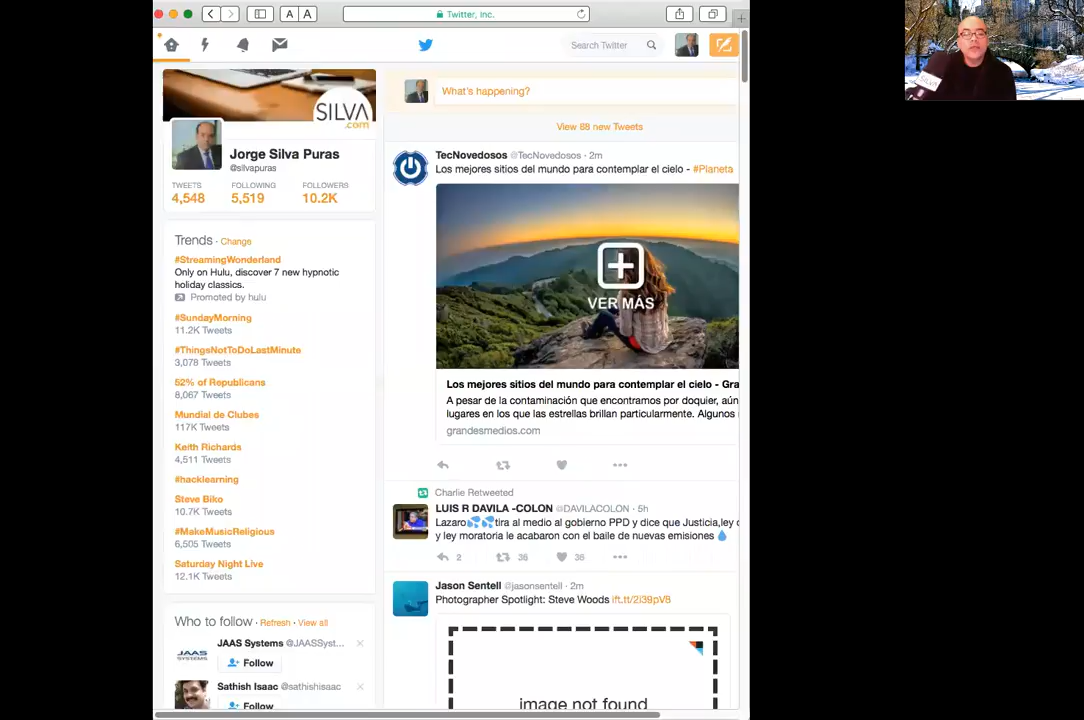 A A
Twitter, Inc.
Search Twitter
SILVA
.com
Jorge Silva Puras
@silvapuras
TWEETS FOLLOWING FOLLOWERS
4,548 5,519 10.2K
Trends · Change
#StreamingWonderland
Only on Hulu, discover 7 new hypnotic
holiday classics.
Promoted by hulu
#SundayMorning
11.2K Tweets
#ThingsNotToDoLastMinute
3,078 Tweets
52% of Republicans
8,067 Tweets
Mundial de Clubes
117K Tweets
Keith Richards
4,511 Tweets
#hacklearning
Steve Biko
10.7K Tweets
#MakeMusicReligious
6,505 Tweets
Saturday Night Live
12.1K Tweets
Who to follow · Refresh · View all
JAAS Systems @JAASSyst...
JAAS
SYSTEMS
Follow
Sathish Isaac @sathishisaac
Follow
What's happening?
View 88 new Tweets
TecNovedosos @TecNovedosos · 2m
Los mejores sitios del mundo para contemplar el cielo - #Planeta
VER MÁS
Los mejores sitios del mundo para contemplar el cielo - Gra
A pesar de la contaminación que encontramos por doquier, aún
lugares en los que las estrellas brillan particularmente. Algunos
grandesmedios.com
Charlie Retweeted
LUIS R DAVILA -COLON @DAVILACOLON · 5h
Lazaro💦💦tira al medio al gobierno PPD y dice que Justicia,ley
y ley moratoria le acabaron con el baile de nuevas emisiones 💧
2 36 36
Jason Sentell @jasonsentell · 2m
Photographer Spotlight: Steve Woods ift.tt/2i39pV8
image not found